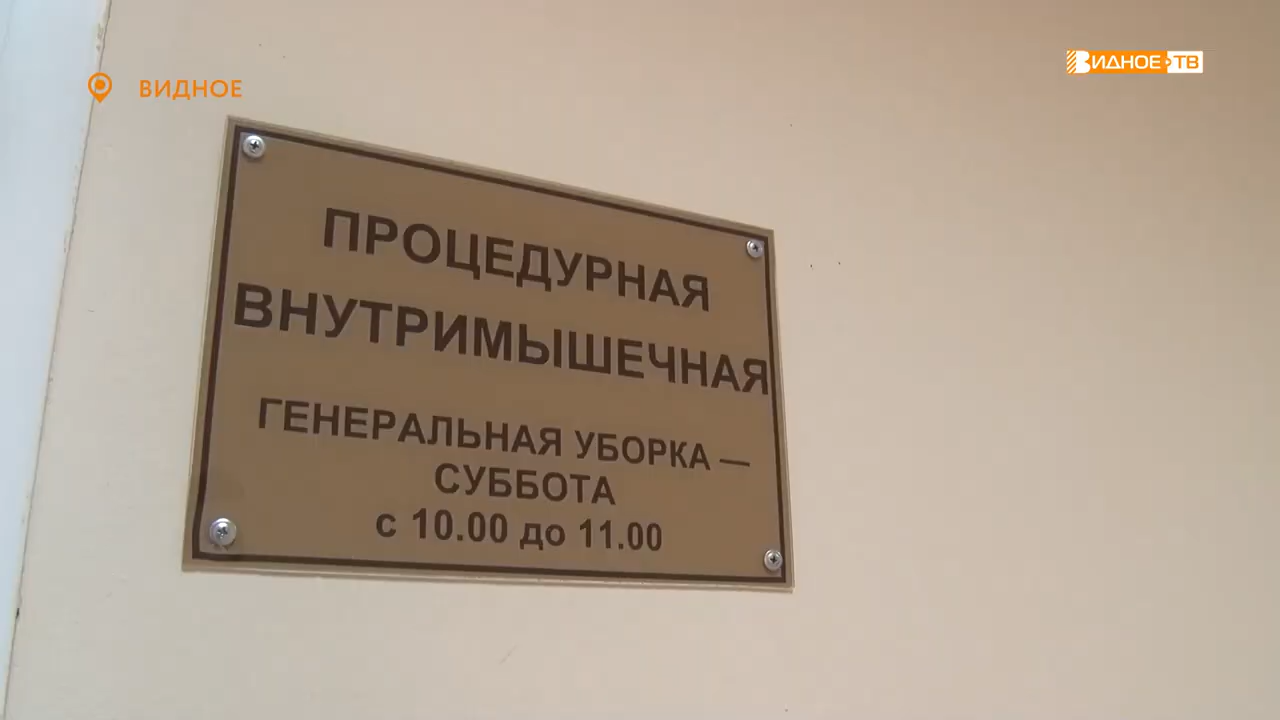 ВИДНОЕ
ВИДНОЕ ТВ
ПРОЦЕДУРНАЯ
ВНУТРИМЫШЕЧНАЯ
ГЕНЕРАЛЬНАЯ УБОРКА —
СУББОТА
с 10.00 до 11.00